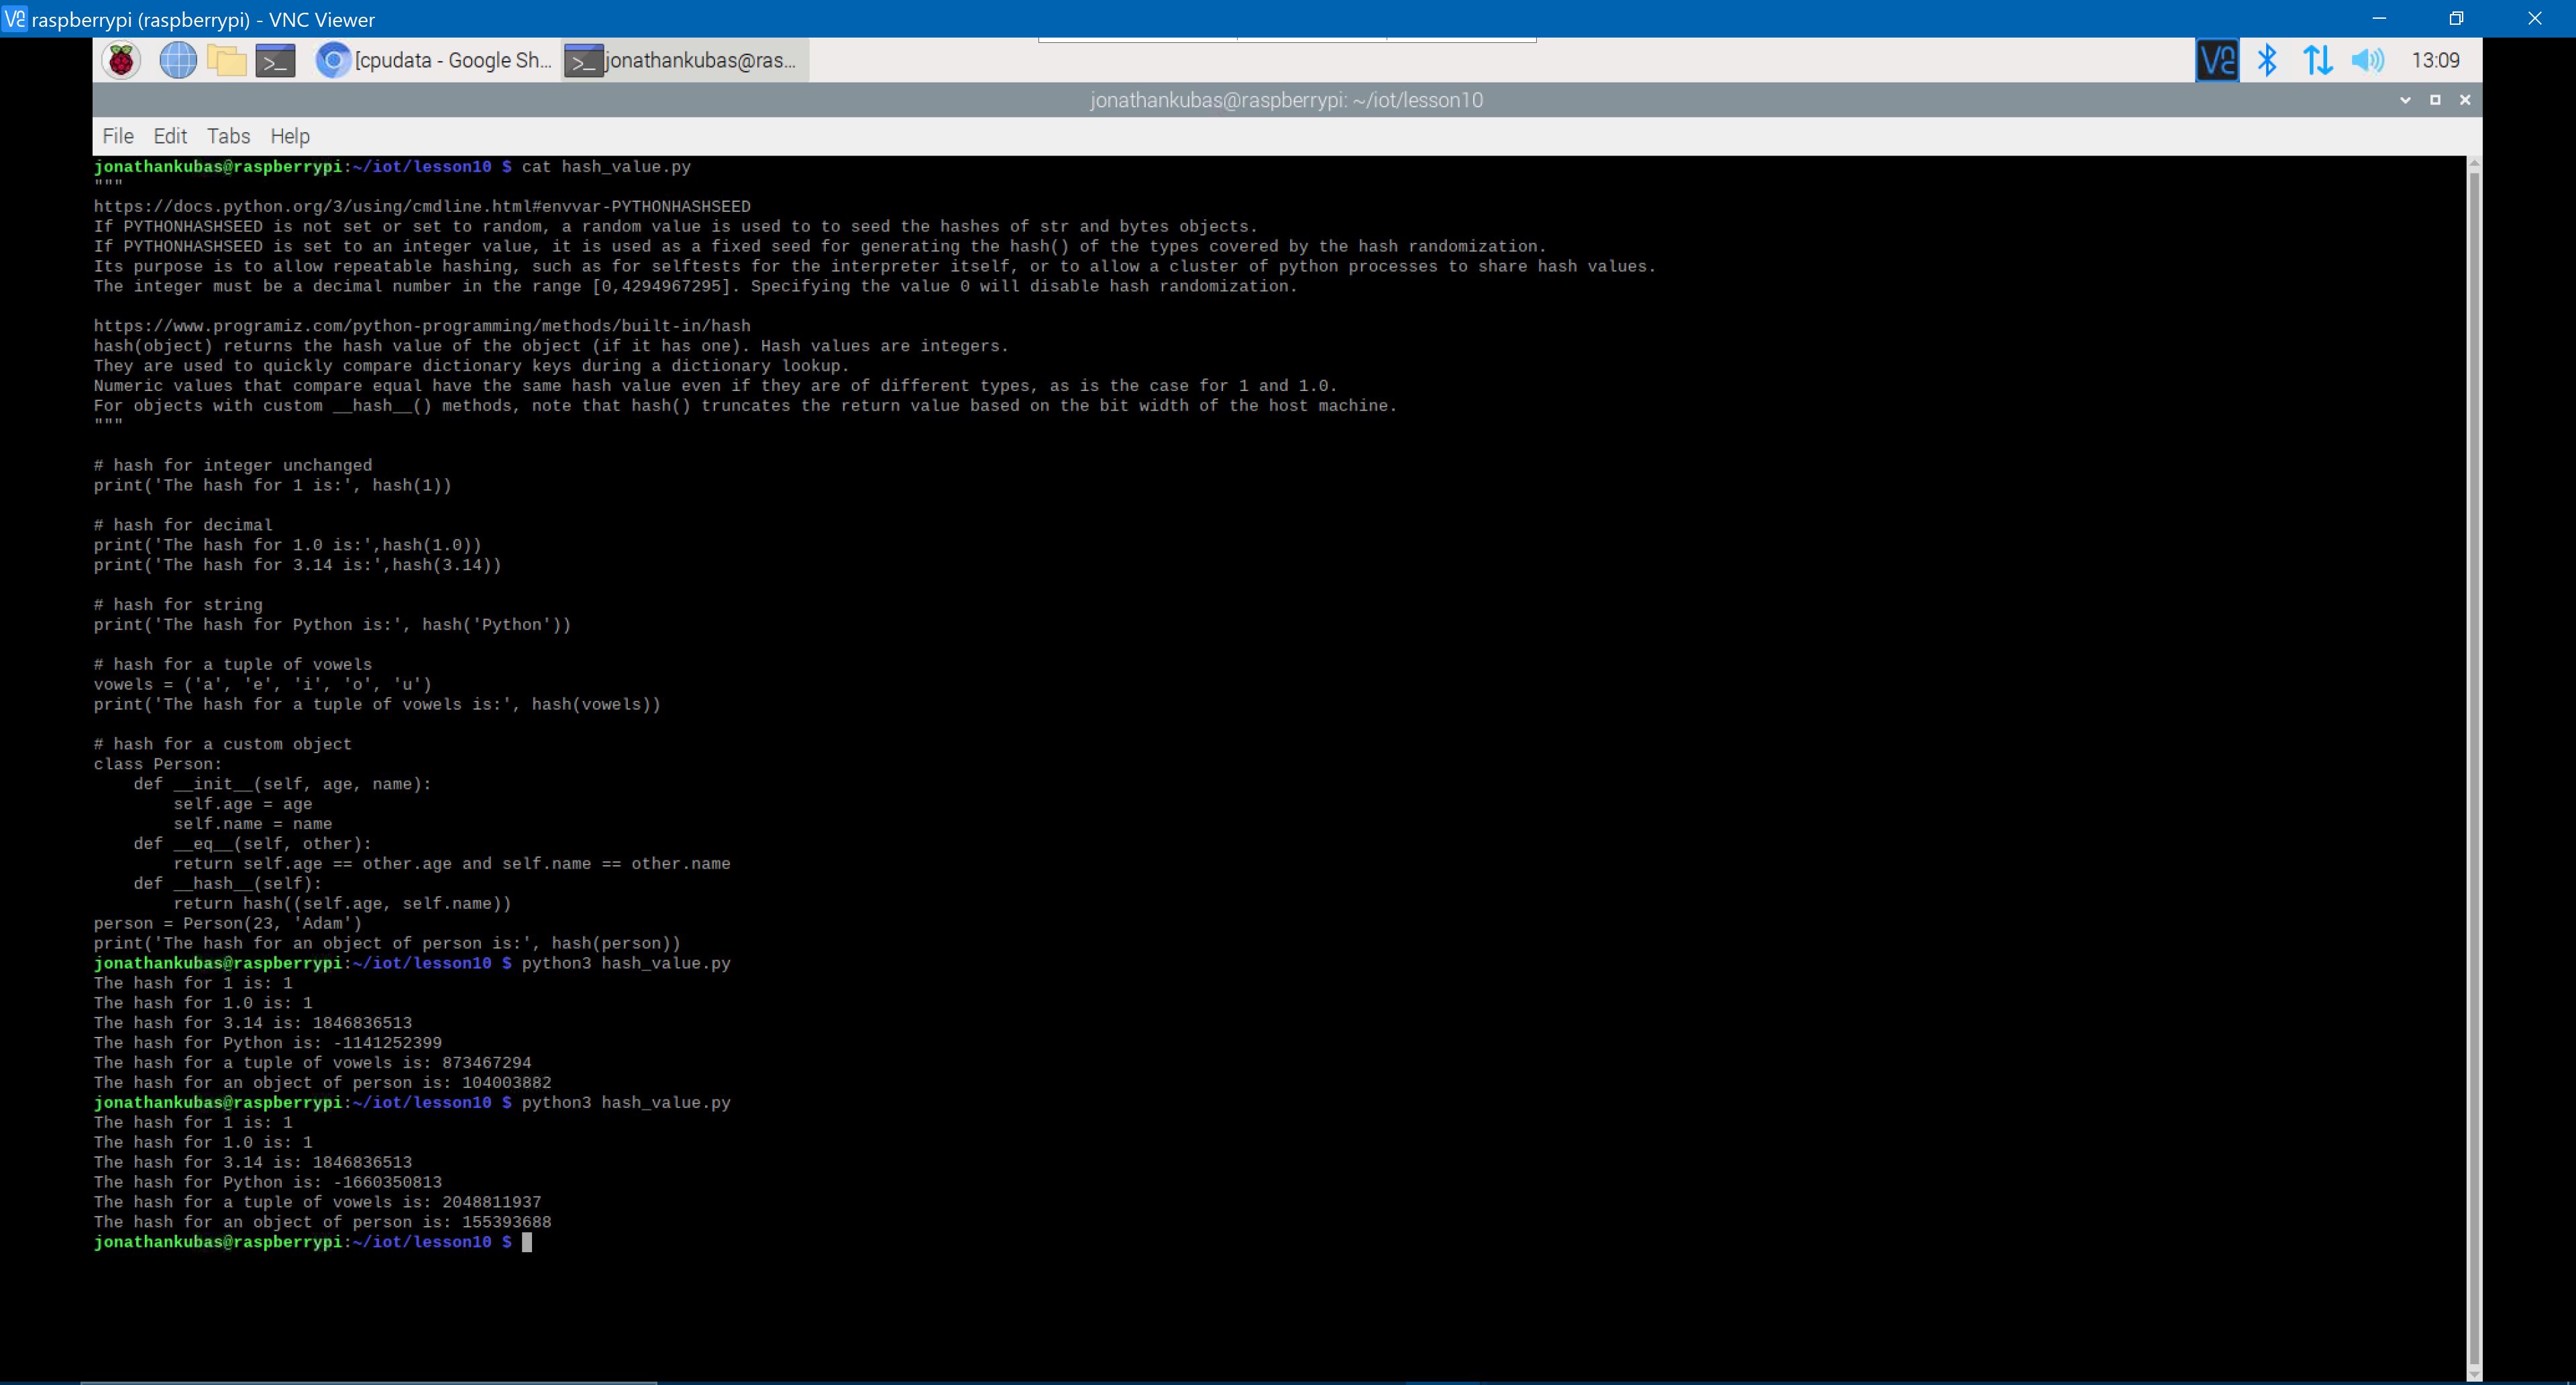 raspberrypi (raspberrypi) - VNC Viewer
[cpudata - Google Sh... jonathankubas@ras... 13:09
jonathankubas@raspberrypi: ~/iot/lesson10
File Edit Tabs Help
jonathankubas@raspberrypi:~/iot/lesson10 $ cat hash_value.py
"""
https://docs.python.org/3/using/cmdline.html#envvar-PYTHONHASHSEED
If PYTHONHASHSEED is not set or set to random, a random value is used to to seed the hashes of str and bytes objects.
If PYTHONHASHSEED is set to an integer value, it is used as a fixed seed for generating the hash() of the types covered by the hash randomization.
Its purpose is to allow repeatable hashing, such as for selftests for the interpreter itself, or to allow a cluster of python processes to share hash values.
The integer must be a decimal number in the range [0,4294967295]. Specifying the value 0 will disable hash randomization.

https://www.programiz.com/python-programming/methods/built-in/hash
hash(object) returns the hash value of the object (if it has one). Hash values are integers.
They are used to quickly compare dictionary keys during a dictionary lookup.
Numeric values that compare equal have the same hash value even if they are of different types, as is the case for 1 and 1.0.
For objects with custom __hash__() methods, note that hash() truncates the return value based on the bit width of the host machine.
"""

# hash for integer unchanged
print('The hash for 1 is:', hash(1))

# hash for decimal
print('The hash for 1.0 is:',hash(1.0))
print('The hash for 3.14 is:',hash(3.14))

# hash for string
print('The hash for Python is:', hash('Python'))

# hash for a tuple of vowels
vowels = ('a', 'e', 'i', 'o', 'u')
print('The hash for a tuple of vowels is:', hash(vowels))

# hash for a custom object
class Person:
    def __init__(self, age, name):
        self.age = age
        self.name = name
    def __eq__(self, other):
        return self.age == other.age and self.name == other.name
    def __hash__(self):
        return hash((self.age, self.name))
person = Person(23, 'Adam')
print('The hash for an object of person is:', hash(person))
jonathankubas@raspberrypi:~/iot/lesson10 $ python3 hash_value.py
The hash for 1 is: 1
The hash for 1.0 is: 1
The hash for 3.14 is: 1846836513
The hash for Python is: -1141252399
The hash for a tuple of vowels is: 873467294
The hash for an object of person is: 104003882
jonathankubas@raspberrypi:~/iot/lesson10 $ python3 hash_value.py
The hash for 1 is: 1
The hash for 1.0 is: 1
The hash for 3.14 is: 1846836513
The hash for Python is: -1660350813
The hash for a tuple of vowels is: 2048811937
The hash for an object of person is: 155393688
jonathankubas@raspberrypi:~/iot/lesson10 $